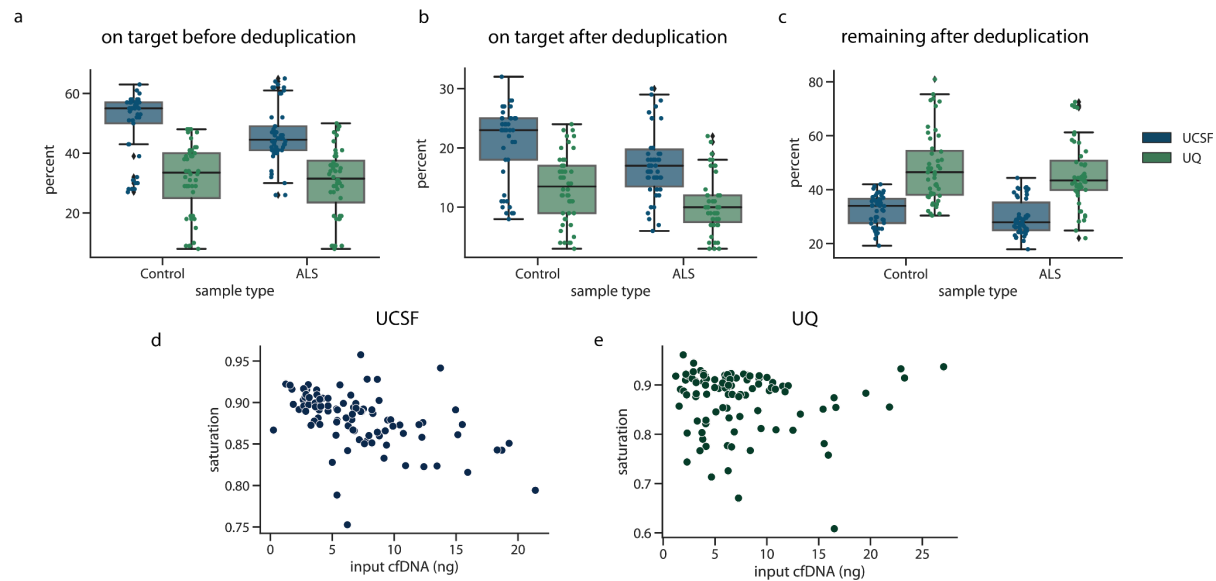 a
on target before deduplication
percent
60
40
20
Control
ALS
sample type
b
on target after deduplication
percent
30
20
10
Control
ALS
sample type
c
remaining after deduplication
percent
80
60
40
20
Control
ALS
sample type
UCSF
UQ
d
UCSF
saturation
0.95
0.90
0.85
0.80
0.75
0
5
10
15
20
input cfDNA (ng)
e
UQ
saturation
0.9
0.8
0.7
0.6
0
5
10
15
20
25
input cfDNA (ng)